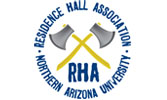 RESIDENCE HALL ASSOCIATION
RHA
NORTHERN ARIZONA UNIVERSITY